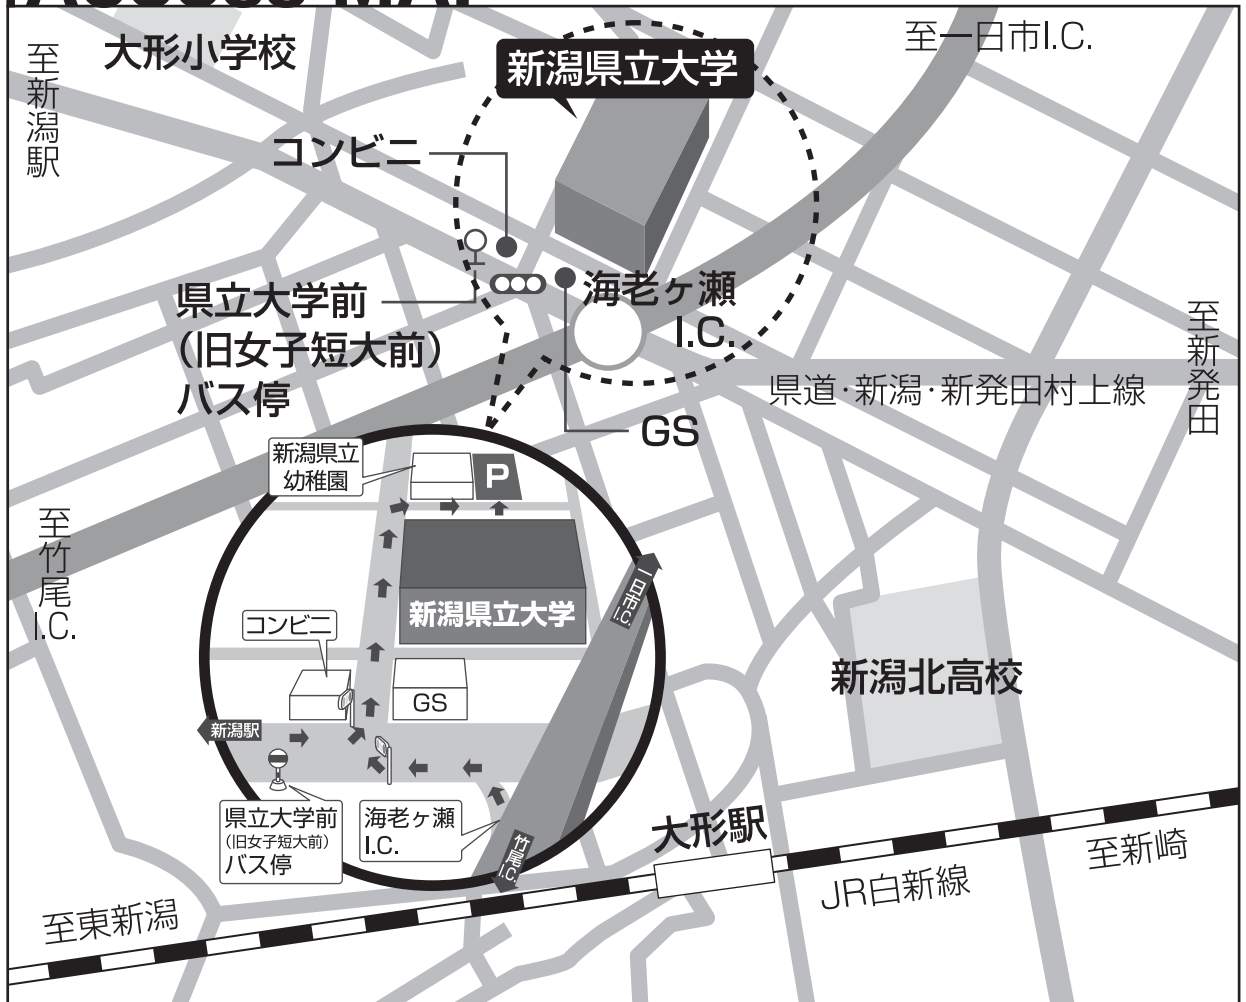 ACCESS MAP
至新潟駅
大形小学校
新潟県立大学
至一日市I.C.
コンビニ
県立大学前
（旧女子短大前）
バス停
海老ヶ瀬
I.C.
至新発田
県道・新潟・新発田村上線
GS
新潟県立
幼稚園
P
至竹尾I.C.
新潟県立大学
一日市I.C.
コンビニ
GS
新潟駅
新潟北高校
県立大学前
（旧女子短大前）
バス停
海老ヶ瀬
I.C.
竹尾I.C.
大形駅
至新崎
JR白新線
至東新潟